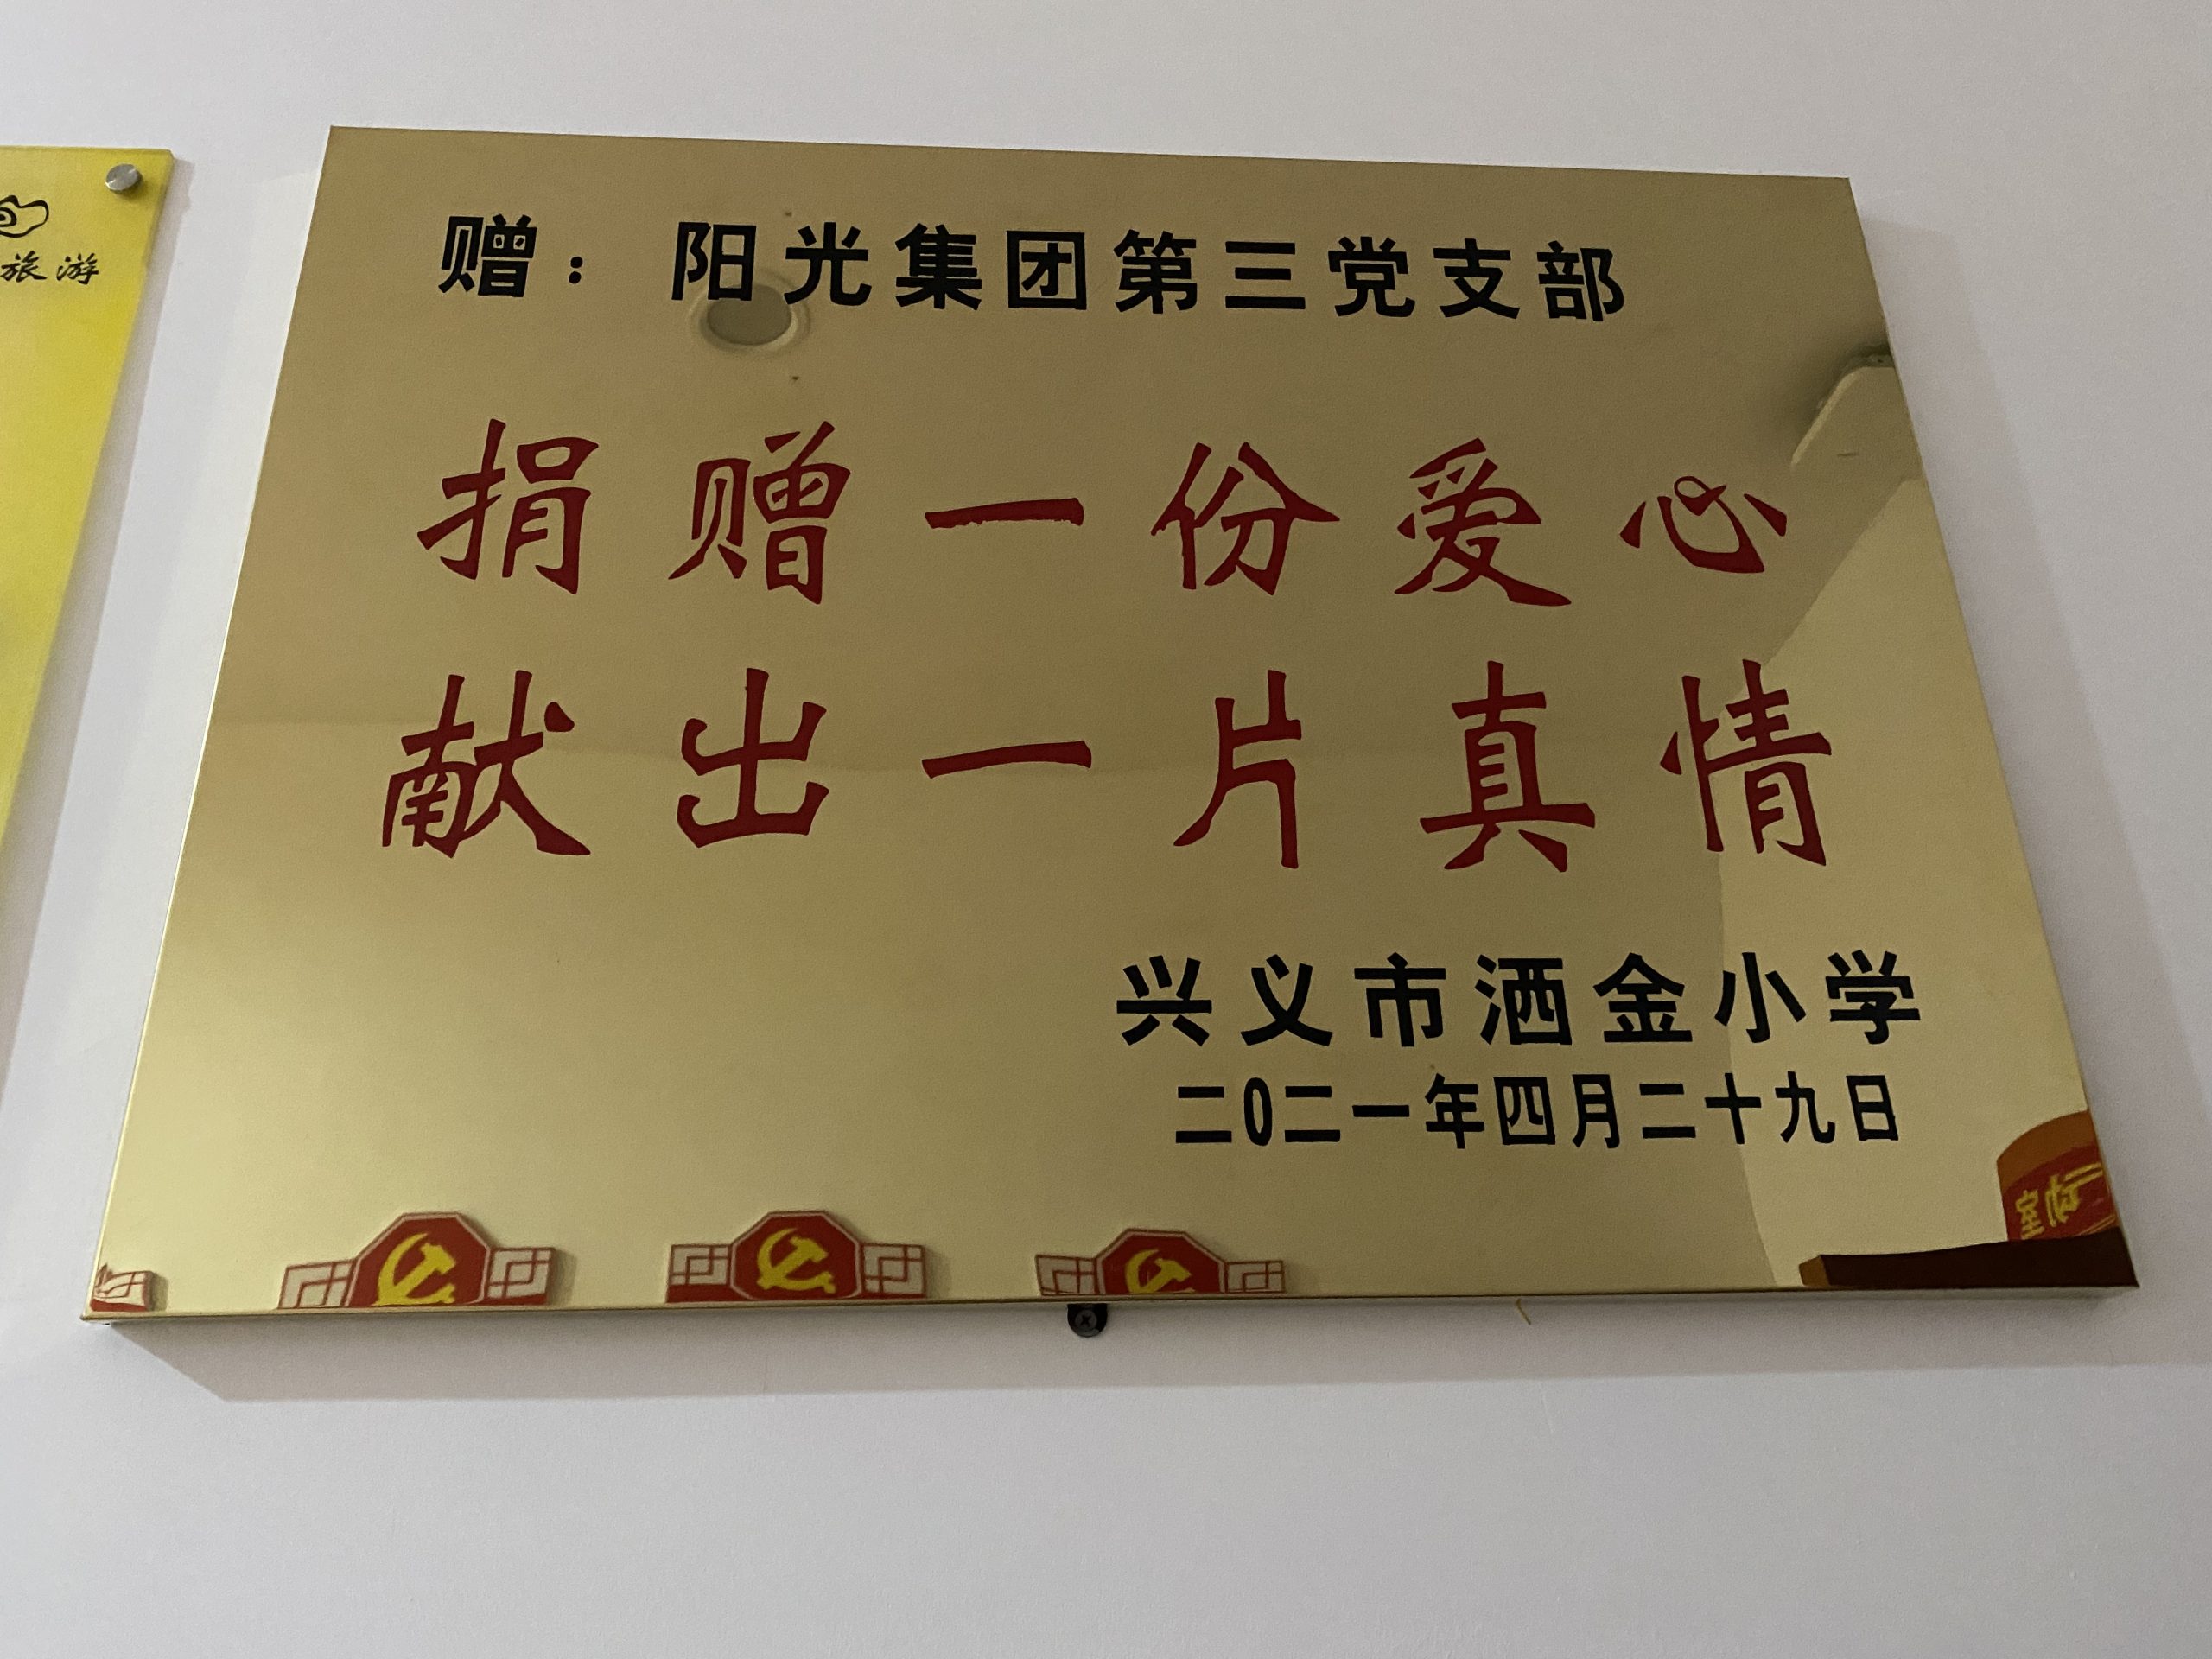 旅游
赠：阳光集团第三党支部
捐赠一份爱心
献出一片真情
兴义市洒金小学
二0二一年四月二十九日